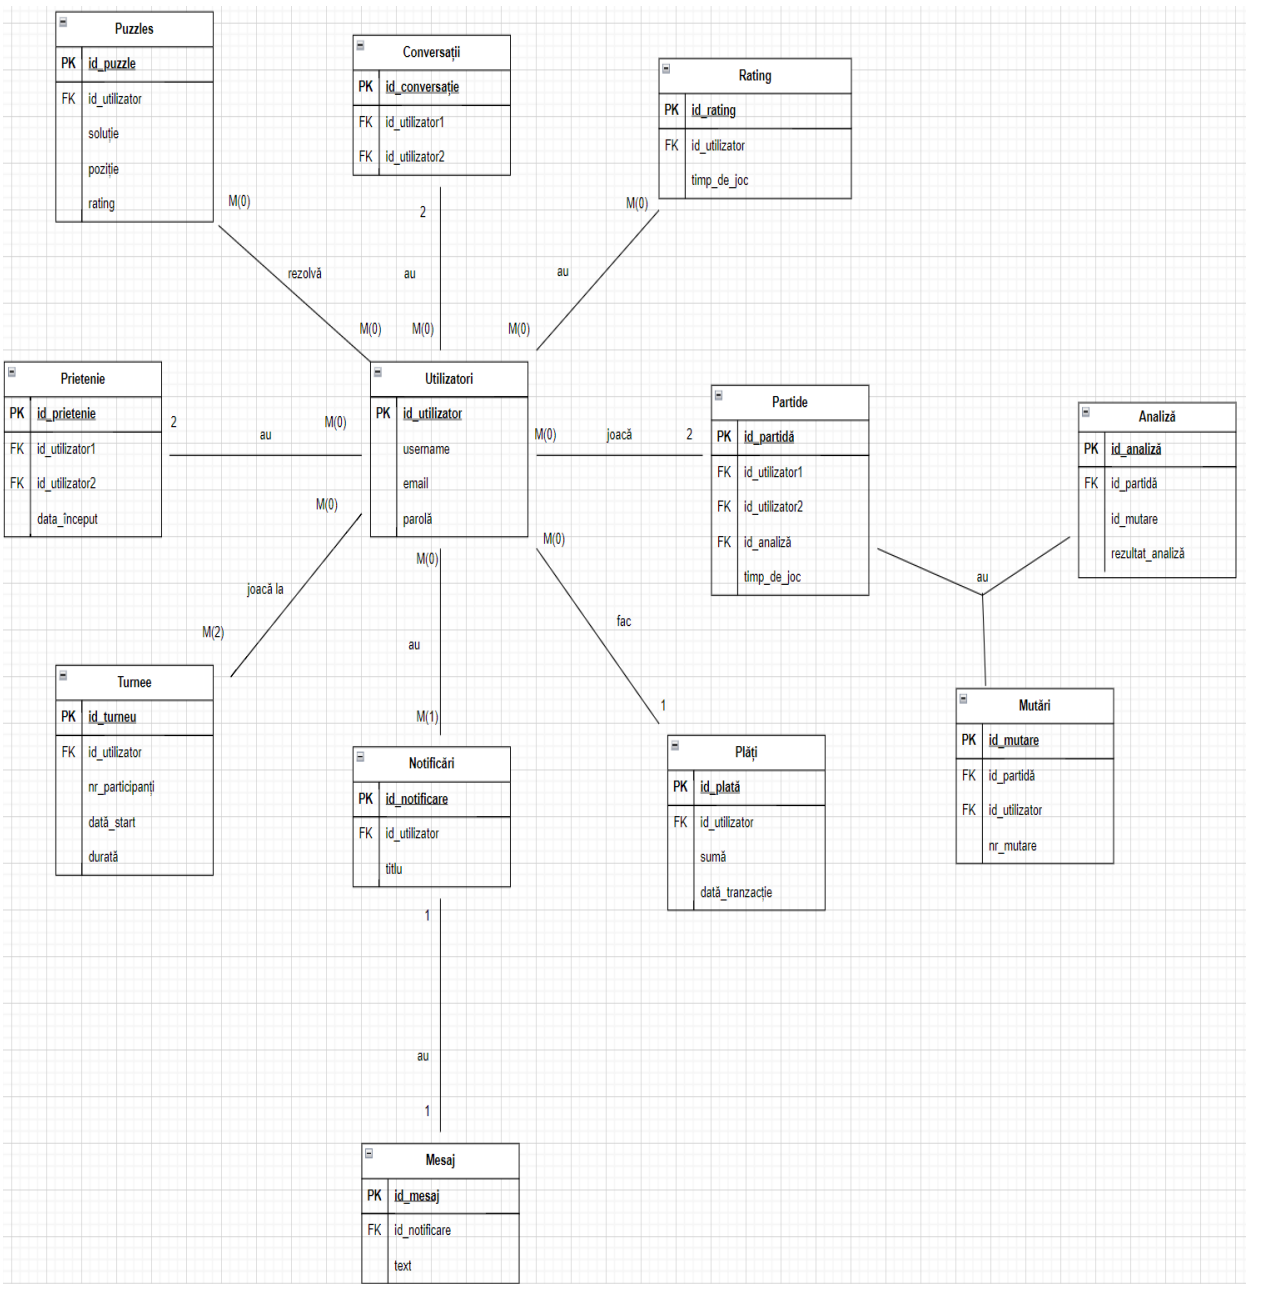 Puzzles
PK id_puzzle
FK id_utilizator
soluție
poziție
rating
Conversații
PK id_conversație
FK id_utilizator1
FK id_utilizator2
Rating
PK id_rating
FK id_utilizator
timp_de_joc
M(0)
2
M(0)
rezolvă
au
au
M(0)
M(0)
M(0)
Prietenie
PK id_prietenie
FK id_utilizator1
FK id_utilizator2
data_început
2
au
M(0)
Utilizatori
PK id_utilizator
username
email
parolă
M(0)
joacă
2
Partide
PK id_partidă
FK id_utilizator1
FK id_utilizator2
FK id_analiză
timp_de_joc
Analiză
PK id_analiză
FK id_partidă
id_mutare
rezultat_analiză
au
M(0)
joacă la
M(2)
M(0)
au
M(1)
M(0)
fac
1
Turnee
PK id_turneu
FK id_utilizator
nr_participanți
dată_start
durată
Notificări
PK id_notificare
FK id_utilizator
titlu
Plăți
PK id_plată
FK id_utilizator
sumă
dată_tranzacție
Mutări
PK id_mutare
FK id_partidă
FK id_utilizator
nr_mutare
1
au
1
Mesaj
PK id_mesaj
FK id_notificare
text